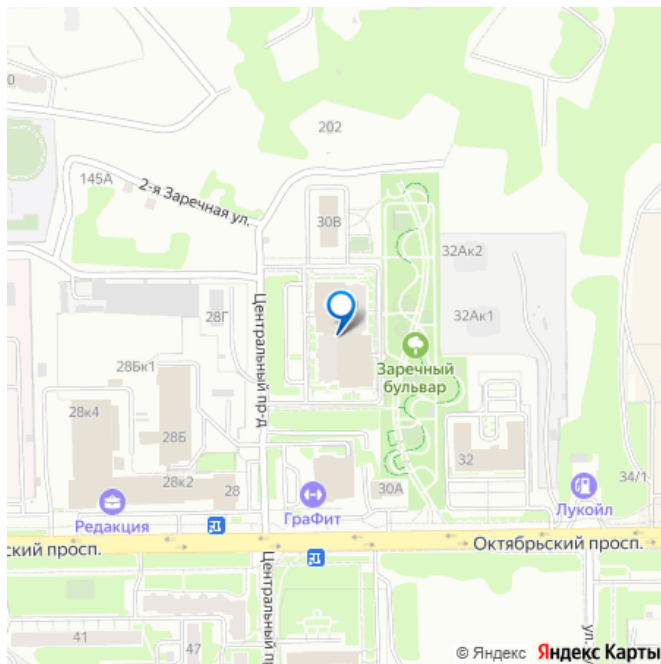 0
202
145А
2-я Заречная ул.
30В
32Ак2
28Г
32Ак1
Центральный пр-д
Заречный
бульвар
28Бк1
28к4
28Б
28к2
28
32
30А
34/1
Редакция
ГраФит
Лукойл
ский просп.
Октябрьский просп.
Центральный пр
ул.
41
47
© Яндекс Яндекс Карты